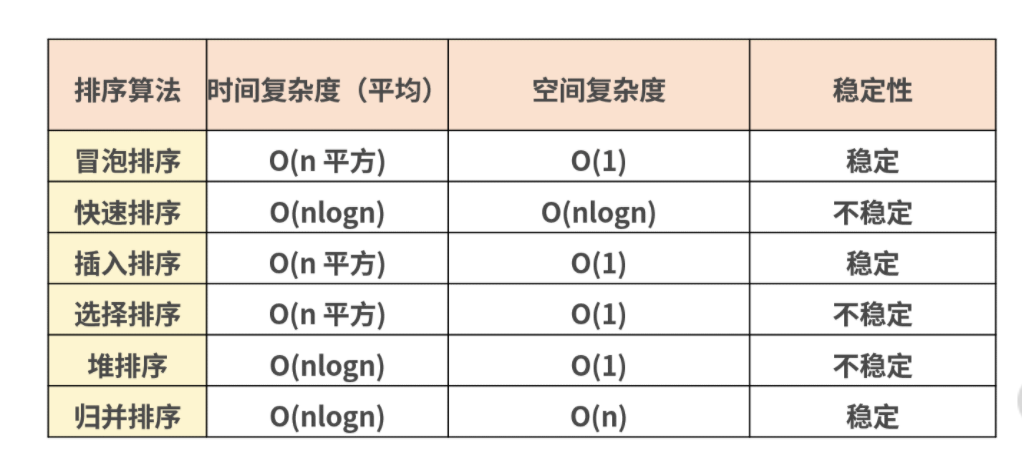 排序算法 时间复杂度（平均） 空间复杂度 稳定性
冒泡排序 O(n 平方) O(1) 稳定
快速排序 O(nlogn) O(nlogn) 不稳定
插入排序 O(n 平方) O(1) 稳定
选择排序 O(n 平方) O(1) 不稳定
堆排序 O(nlogn) O(1) 不稳定
归并排序 O(nlogn) O(n) 稳定